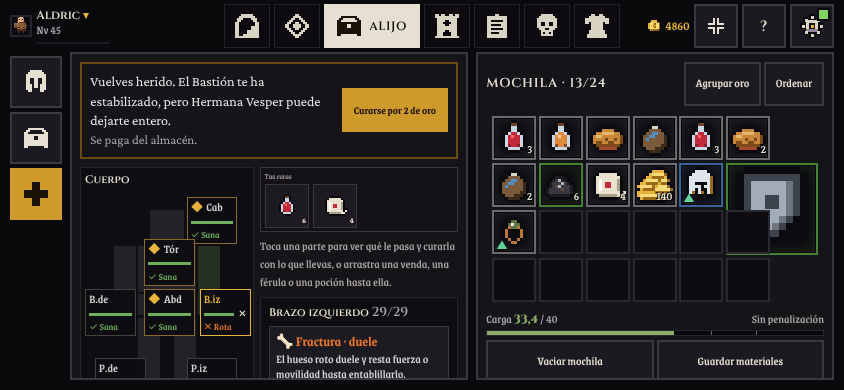 ALDRIC
Nv 45
ALIJO
4860
?
Vuelves herido. El Bastión te ha
estabilizado, pero Hermana Vesper puede
dejarte entero.
Se paga del almacén.
Curarse por 2 de oro
CUERPO
Cab
Sana
Tór
Sana
B.de
Sana
Abd
Sana
B.iz
Rota
P.de
P.iz
Tus curas
6
4
Toca una parte para ver qué le pasa y curarla
con lo que llevas, o arrastra una venda, una
férula o una poción hasta ella.
BRAZO IZQUIERDO 29/29
Fractura · duele
El hueso roto duele y resta fuerza o
movilidad hasta entablillarlo.
MOCHILA · 13/24
Agrupar oro
Ordenar
3
3
2
2
6
4
140
Carga 33,4 / 40
Sin penalización
Vaciar mochila
Guardar materiales